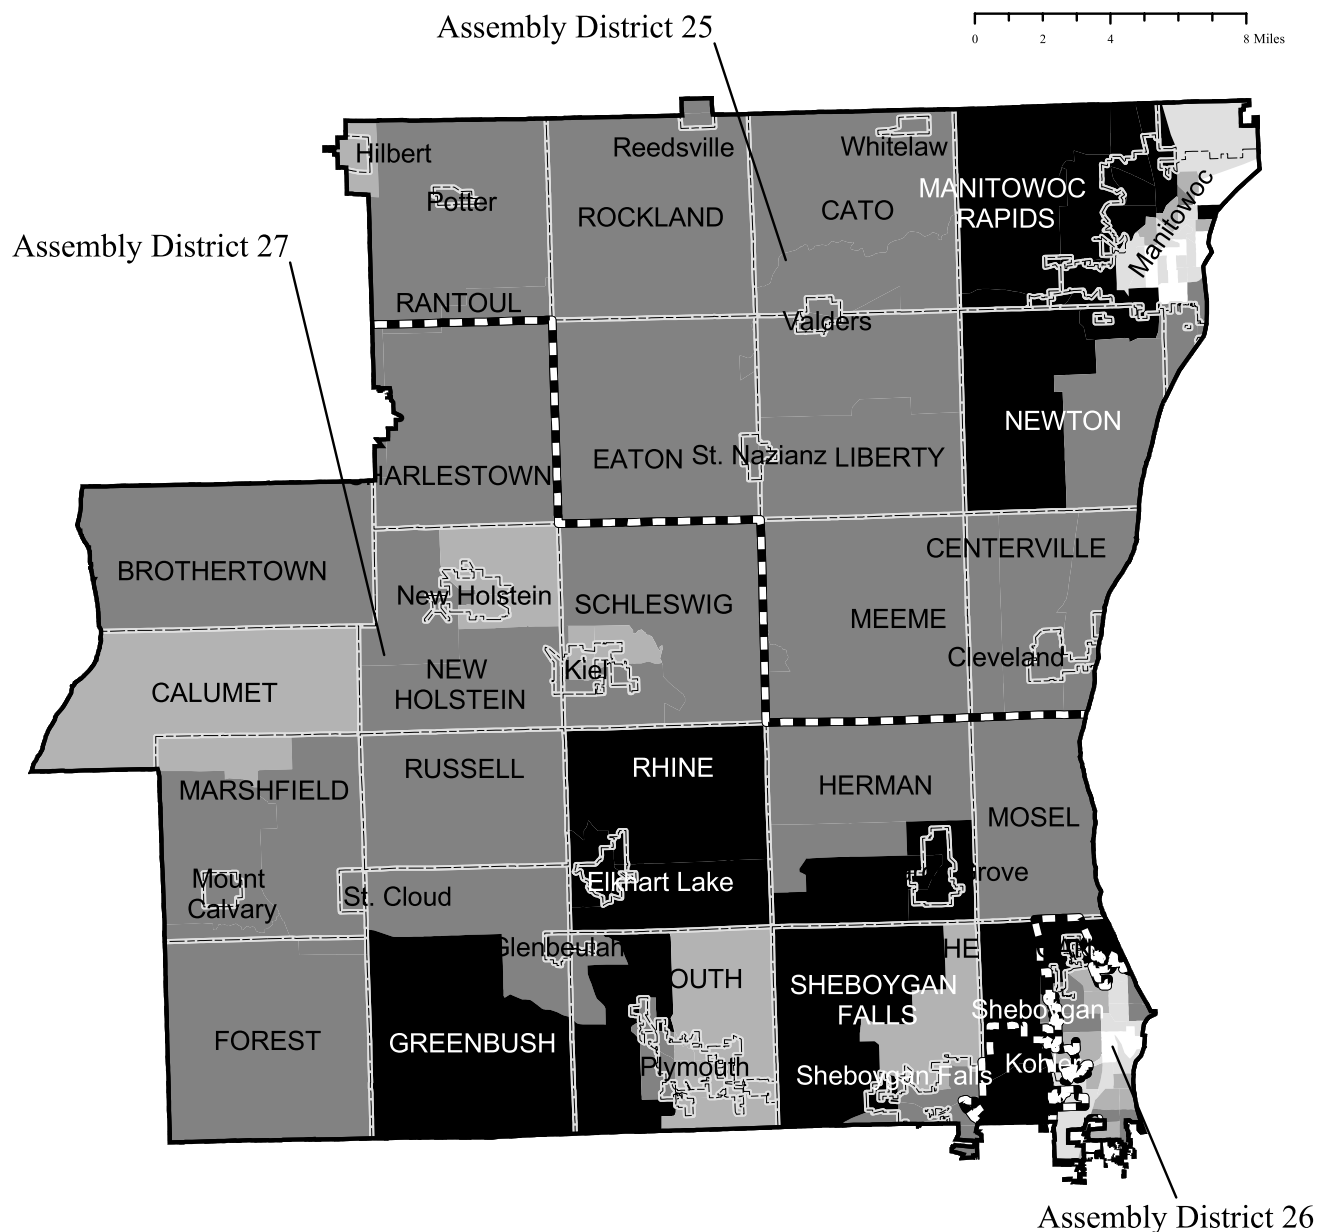 Assembly District 25
0 2 4 8 Miles
Hilbert
Reedsville
Whitelaw
Potter
ROCKLAND
CATO
MANITOWOC
RAPIDS
Manitowoc
Assembly District 27
RANTOUL
Valders
NEWTON
HARLESTOWN
EATON
St. Nazianz
LIBERTY
BROTHERTOWN
CENTERVILLE
New Holstein
SCHLESWIG
MEEME
Cleveland
CALUMET
NEW
HOLSTEIN
Kiel
MARSHFIELD
RUSSELL
RHINE
HERMAN
MOSEL
Mount
Calvary
St. Cloud
Elkhart Lake
rove
Glenbeulah
HE
OUTH
SHEBOYGAN
FALLS
Sheboygan
FOREST
GREENBUSH
Plymouth
Sheboygan Falls
Kohler
Assembly District 26